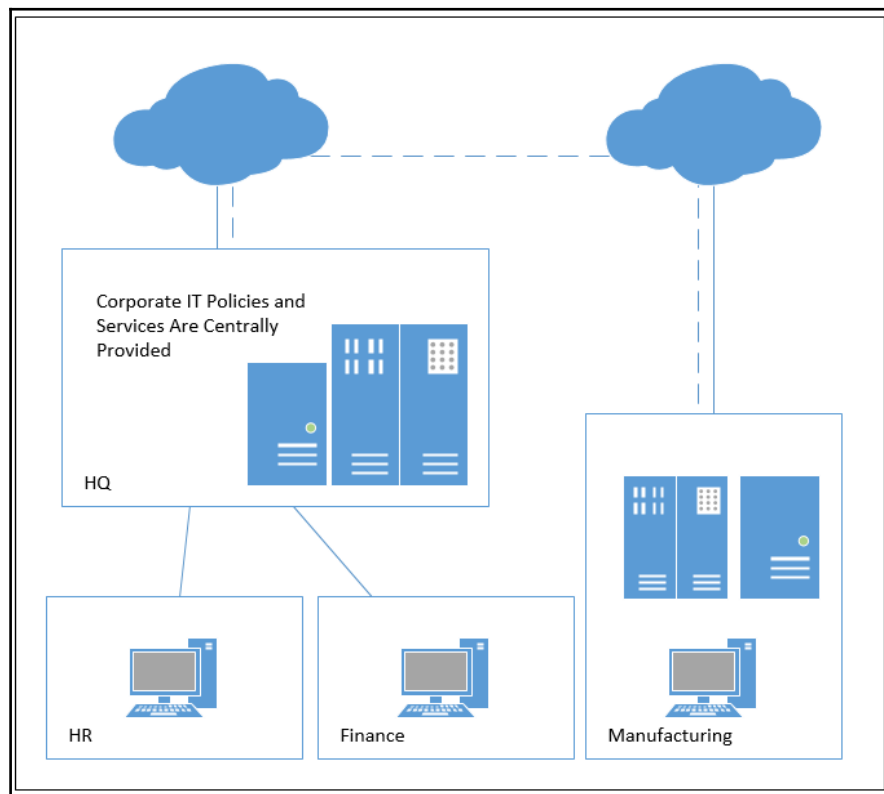 Corporate IT Policies and
Services Are Centrally
Provided
HQ
HR
Finance
Manufacturing